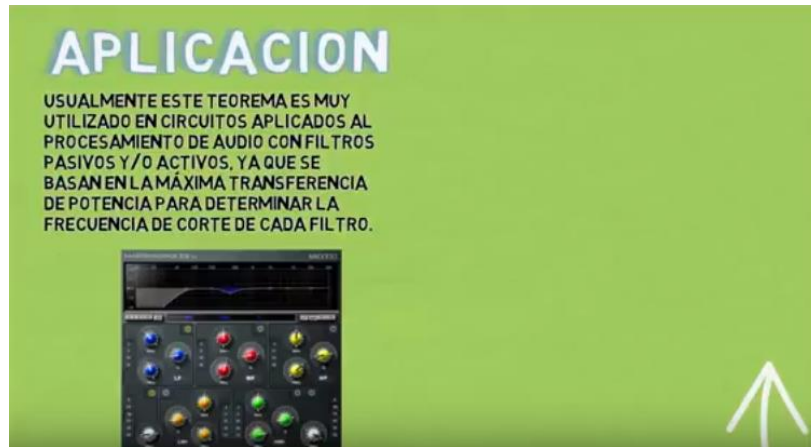 APLICACION
USUALMENTE ESTE TEOREMA ES MUY
UTILIZADO EN CIRCUITOS APLICADOS AL
PROCESAMIENTO DE AUDIO CON FILTROS
PASIVOS Y/O ACTIVOS, YA QUE SE
BASAN EN LA MÁXIMA TRANSFERENCIA
DE POTENCIA PARA DETERMINAR LA
FRECUENCIA DE CORTE DE CADA FILTRO.